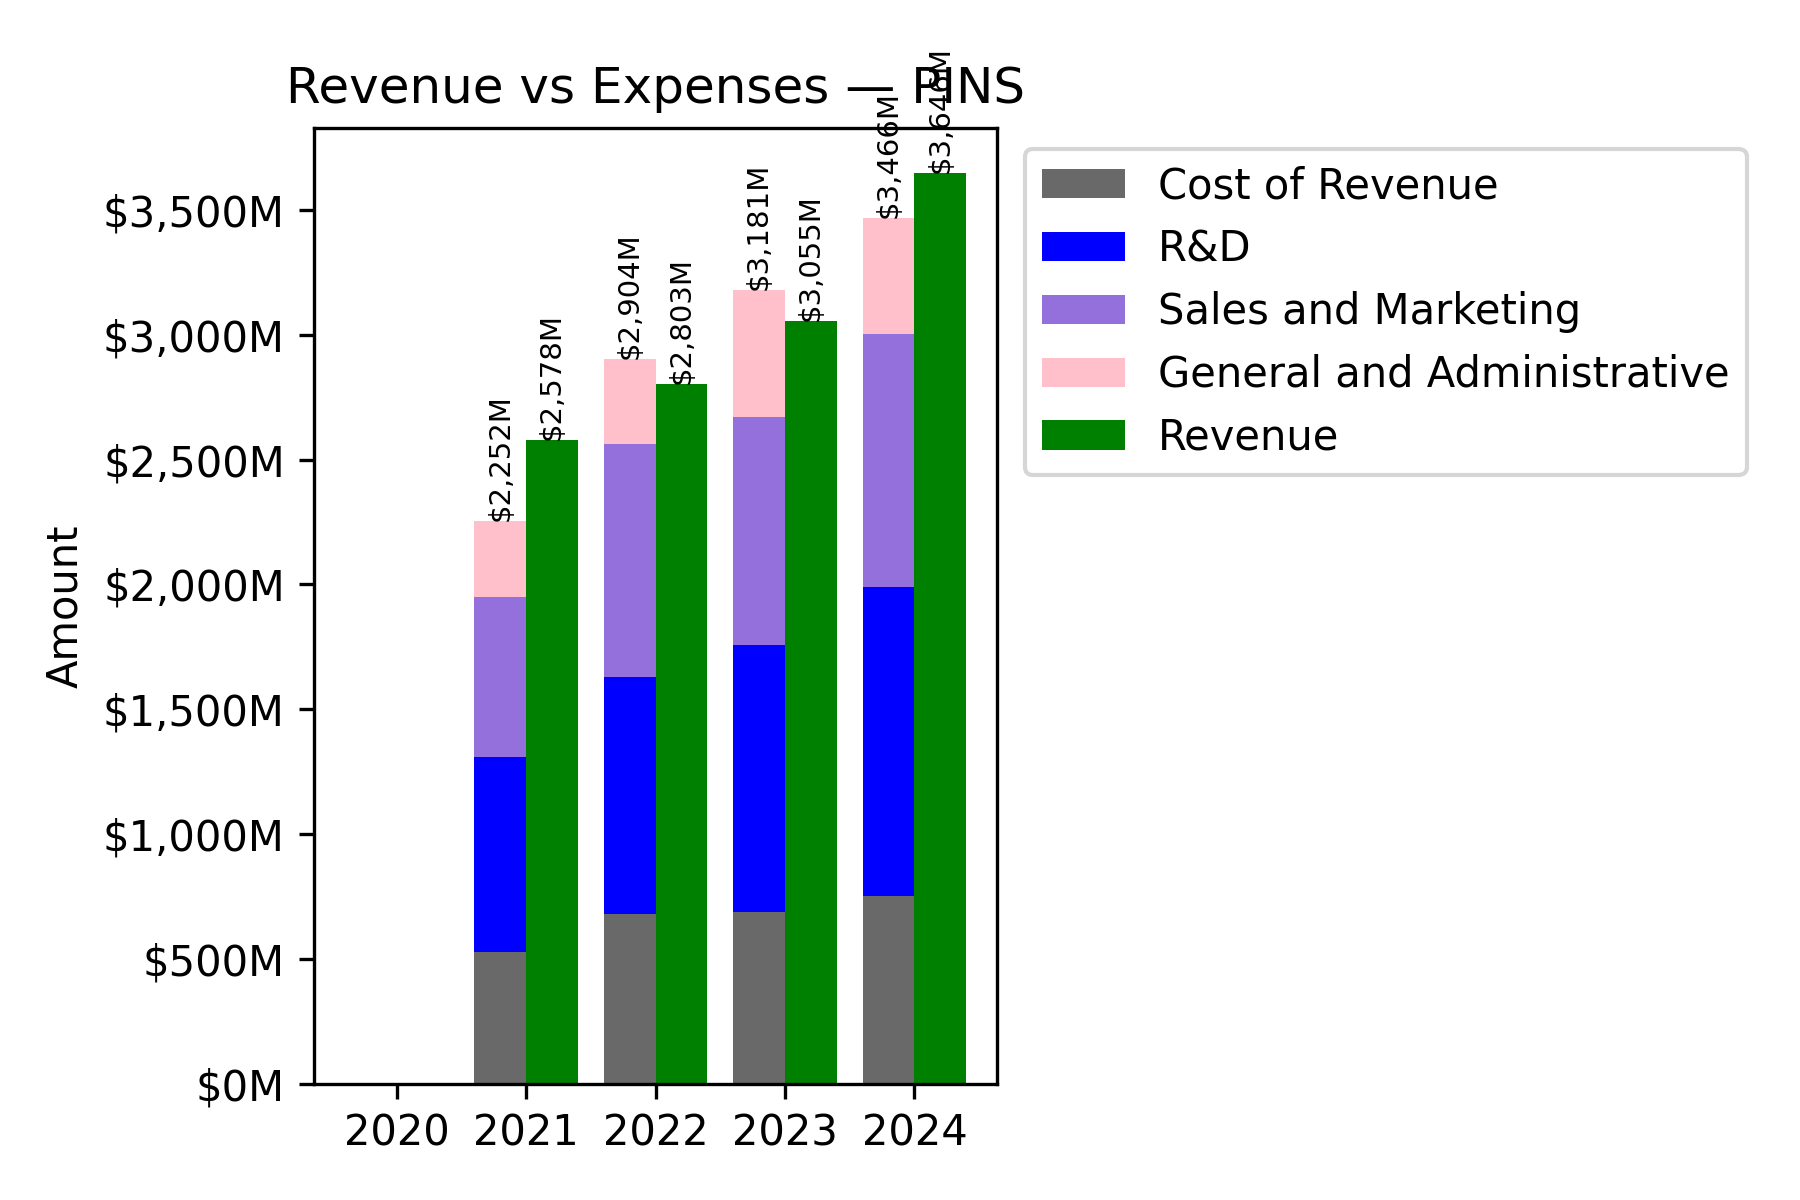 Revenue vs Expenses — PINS
$3,646M
$3,466M
$3,181M
$3,055M
$2,904M
$2,803M
$2,578M
$2,252M
Cost of Revenue
R&D
Sales and Marketing
General and Administrative
Revenue
Amount
$3,500M
$3,000M
$2,500M
$2,000M
$1,500M
$1,000M
$500M
$0M
2020 2021 2022 2023 2024